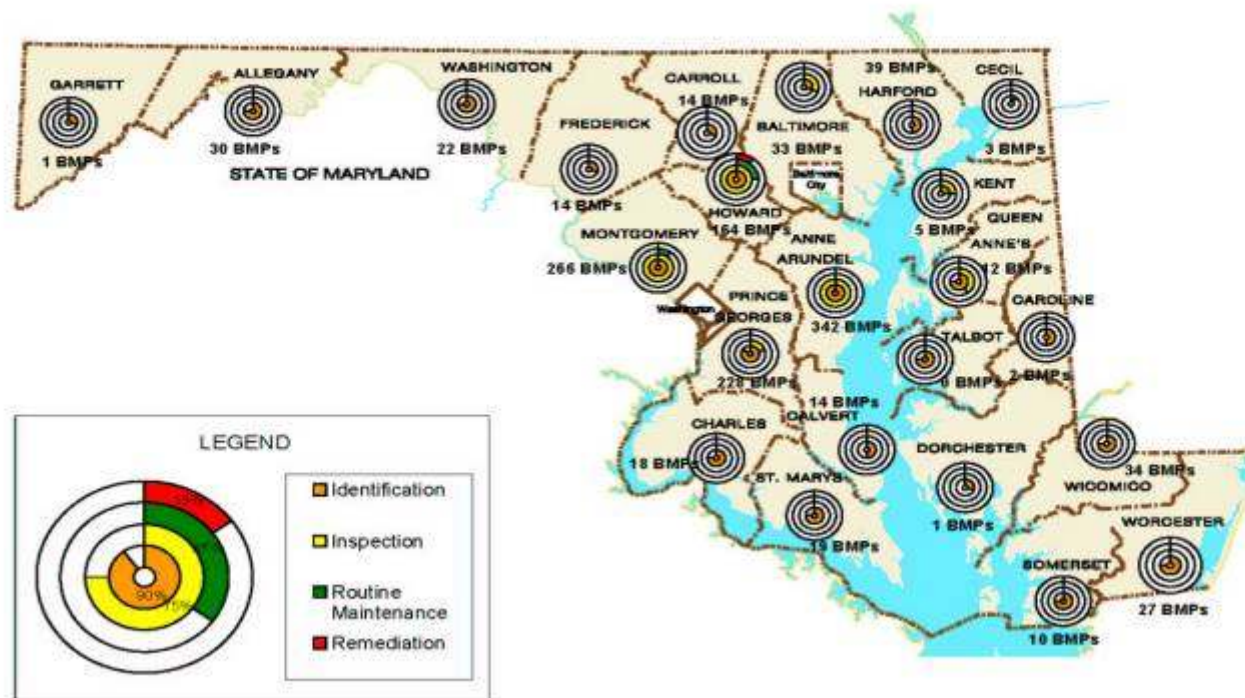 GARRETT
1 BMPs
ALLEGANY
30 BMPs
WASHINGTON
22 BMPs
STATE OF MARYLAND
FREDERICK
14 BMPs
CARROLL
14 BMPs
BALTIMORE
33 BMPs
Baltimore
City
39 BMPs
HARFORD
CECIL
3 BMPs
KENT
5 BMPs
QUEEN
ANNE'S
12 BMPs
HOWARD
164 BMPs
MONTGOMERY
266 BMPs
ANNE
ARUNDEL
342 BMPs
Washington
PRINCE
GEORGES
228 BMPs
CAROLINE
2 BMPs
TALBOT
BMPs
14 BMPs
CALVERT
CHARLES
18 BMPs
ST. MARYS
19 BMPs
DORCHESTER
1 BMPs
34 BMPs
WICOMICO
WORCESTER
27 BMPs
SOMERSET
10 BMPs
LEGEND
90%
75%
Identification
Inspection
Routine
Maintenance
Remediation